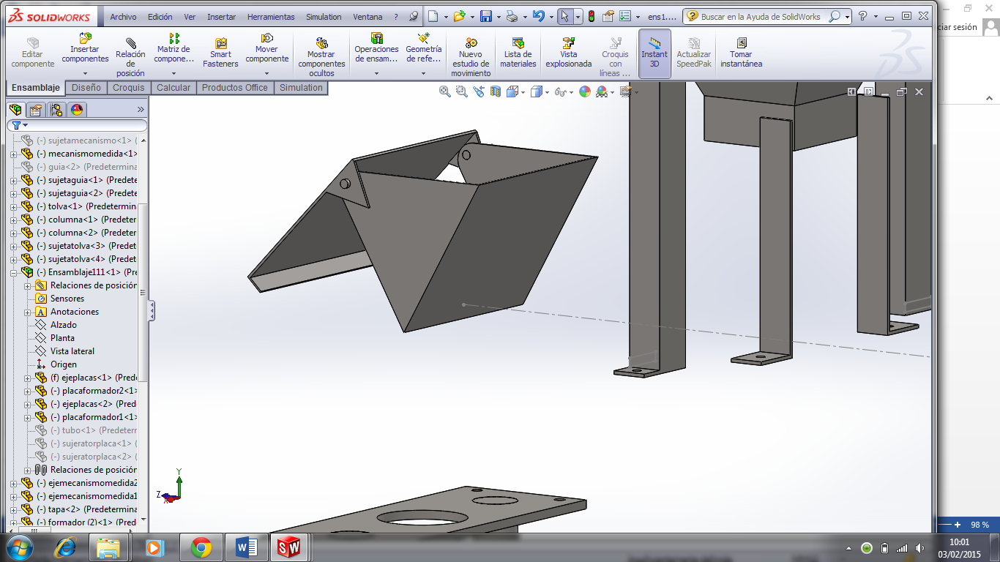 SOLIDWORKS
Archivo Edición Ver Insertar Herramientas Simulation Ventana ?
ens1....
Buscar en la Ayuda de SolidWorks
?
ciar sesión
Editar componente
Insertar componentes
Relación de posición
Matriz de compone...
Smart Fasteners
Mover componente
Mostrar componentes ocultos
Operaciones de ensam...
Geometría de refe...
Nuevo estudio de movimiento
Lista de materiales
Vista explosionada
Croquis con líneas ...
Instant 3D
Actualizar SpeedPak
Tomar instantánea
Ensamblaje Diseño Croquis Calcular Productos Office Simulation
(-) sujetamecanismo<1> (
(-) mecanismomedida<1>
(-) guia<2> (Predetermina
(-) sujetaguia<1> (Predete
(-) sujetaguia<2> (Predete
(-) tolva<1> (Predetermina
(-) columna<1> (Predeter
(-) columna<2> (Predeter
(-) sujetatolva<3> (Predet
(-) sujetatolva<4> (Predet
(-) Ensamblaje111<1> (Pre
Relaciones de posición
Sensores
Anotaciones
Alzado
Planta
Vista lateral
Origen
(f) ejeplacas<1> (Pred
(-) placaformador2<1>
(-) ejeplacas<2> (Pred
(-) placaformador1<1>
(-) tubo<1> (Predeterr
(-) sujeratorplaca<1> (
(-) sujeratorplaca<2> (
Relaciones de posición
(-) ejemecanismomedida2
(-) ejemecanismomedida1
(-) tapa<2> (Predetermina
(-) formador (2)<1> (Pred
Y
Z
X
98 %
10:01
03/02/2015